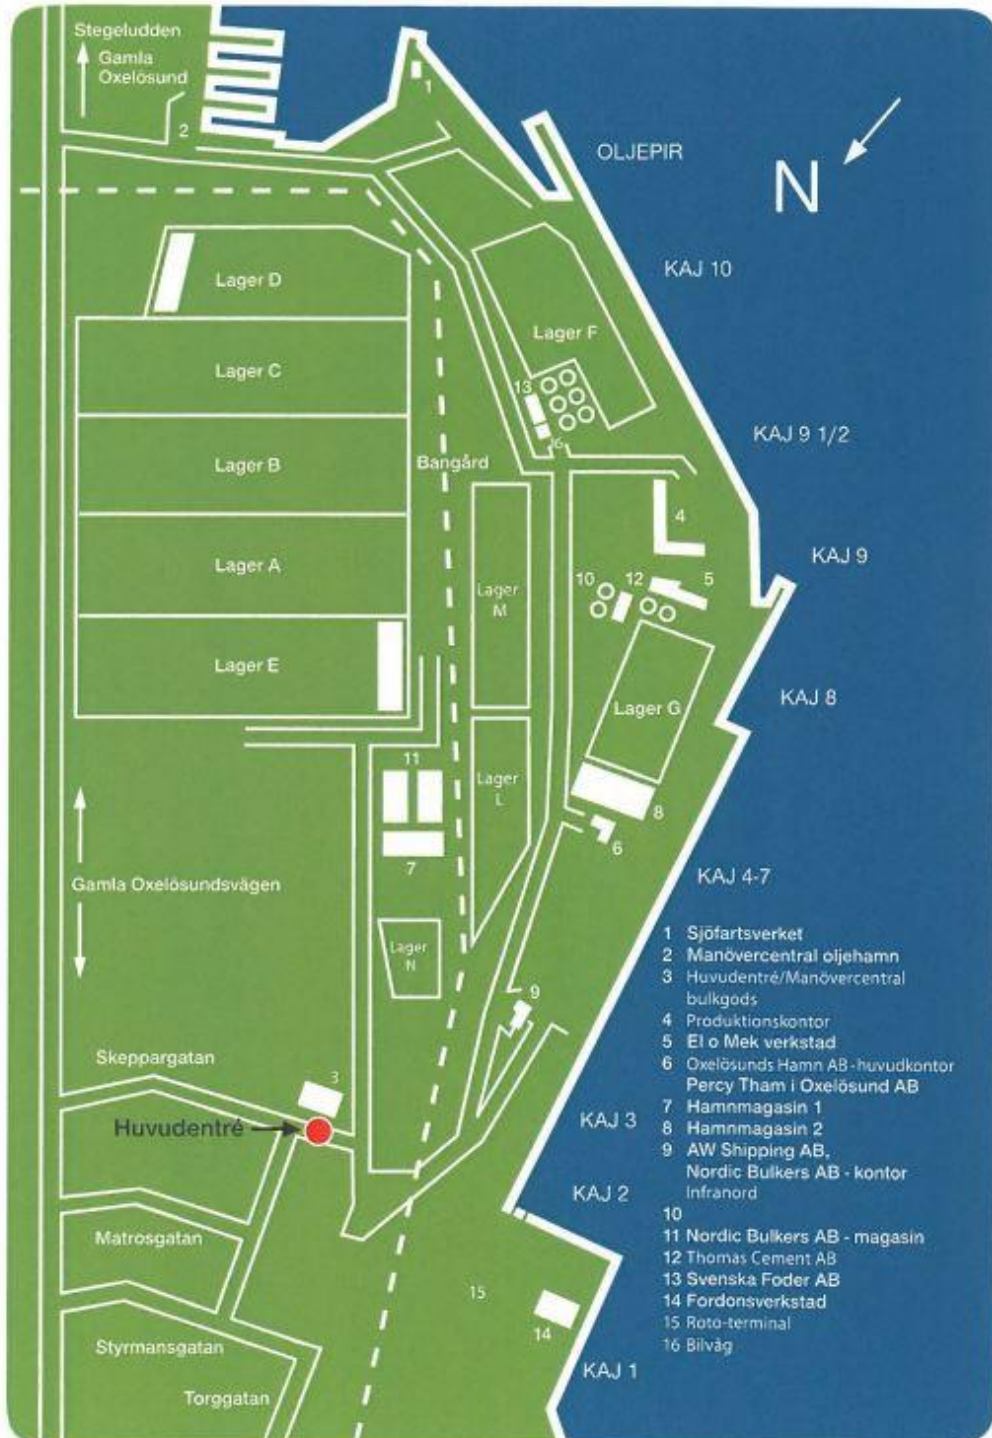 Stegeludden
Gamla
Oxelösund
1
2
OLJEPIR
N
KAJ 10
Lager D
Lager F
Lager C
13
KAJ 9 1/2
16
Bangård
Lager B
4
KAJ 9
Lager A
10
12
5
Lager
M
Lager E
KAJ 8
Lager G
11
Lager
L
8
6
7
KAJ 4-7
Gamla Oxelösundsvägen
Lager
N
9
Skeppargatan
3
Huvudentré
KAJ 3
KAJ 2
Matrosgatan
15
14
Styrmansgatan
KAJ 1
Torggatan
1 Sjöfartsverket
2 Manövercentral oljehamn
3 Huvudentré/Manövercentral
bulkgods
4 Produktionskontor
5 El o Mek verkstad
6 Oxelösunds Hamn AB - huvudkontor
Percy Tham i Oxelösund AB
7 Hamnmagasin 1
8 Hamnmagasin 2
9 AW Shipping AB,
Nordic Bulkers AB - kontor
Infranord
10
11 Nordic Bulkers AB - magasin
12 Thomas Cement AB
13 Svenska Foder AB
14 Fordonsverkstad
15 Roto-terminal
16 Bilvåg